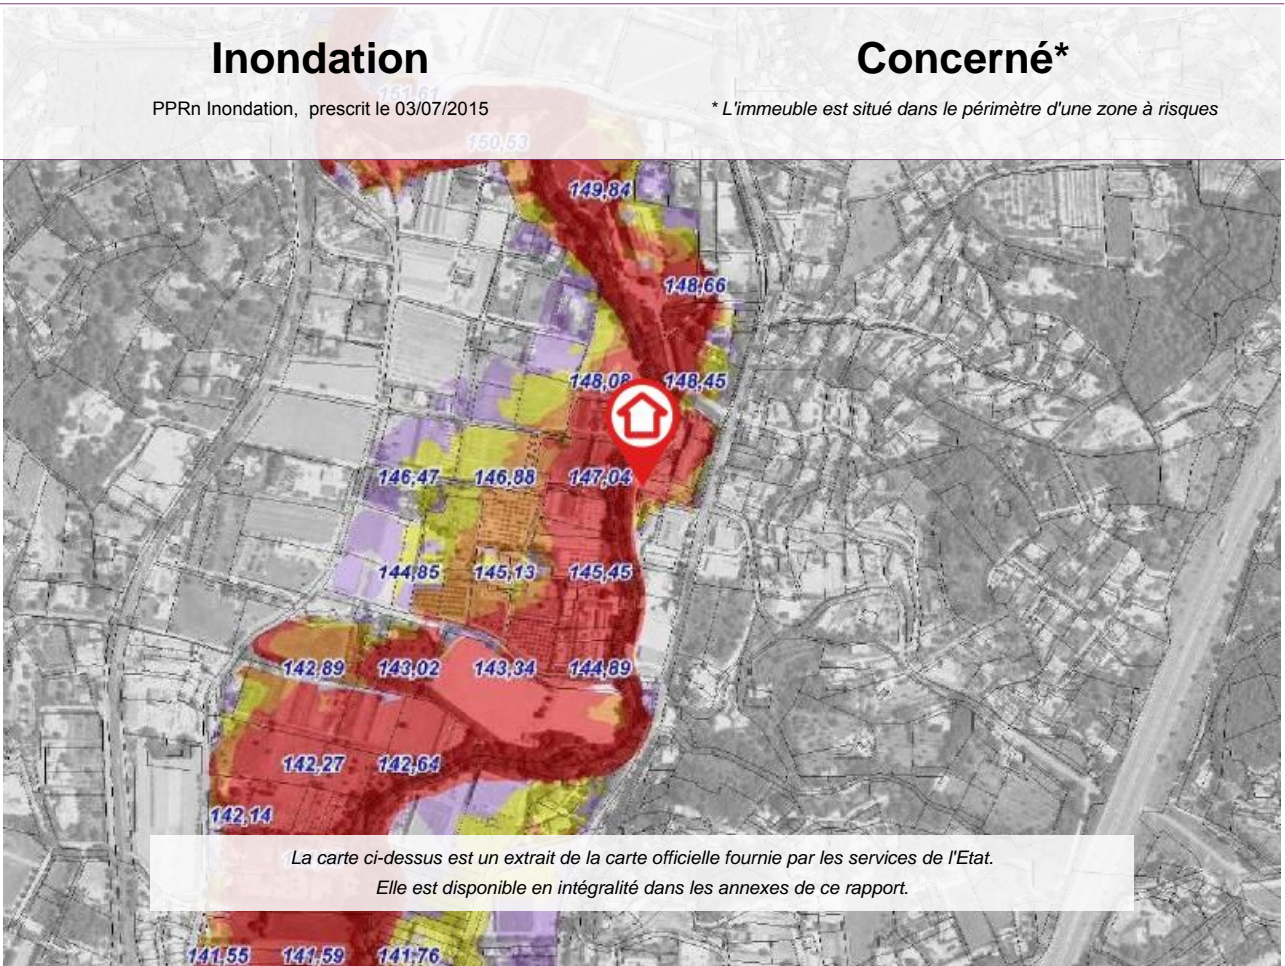 Inondation
Concerné*
PPRn Inondation, prescrit le 03/07/2015
* L'immeuble est situé dans le périmètre d'une zone à risques
151,61
150,53
149,84
148,66
148,08 148,45
146,47 146,88 147,04
144,85 145,13 145,45
142,89 143,02 143,34 144,89
142,27 142,64
142,14
La carte ci-dessus est un extrait de la carte officielle fournie par les services de l'Etat.
Elle est disponible en intégralité dans les annexes de ce rapport.
141,55 141,59 141,76